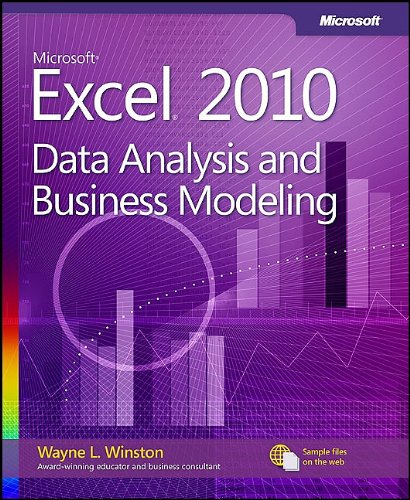 Microsoft®
Microsoft®
Excel® 2010
Data Analysis and
Business Modeling
Wayne L. Winston
Award-winning educator and business consultant
Sample files
on the web